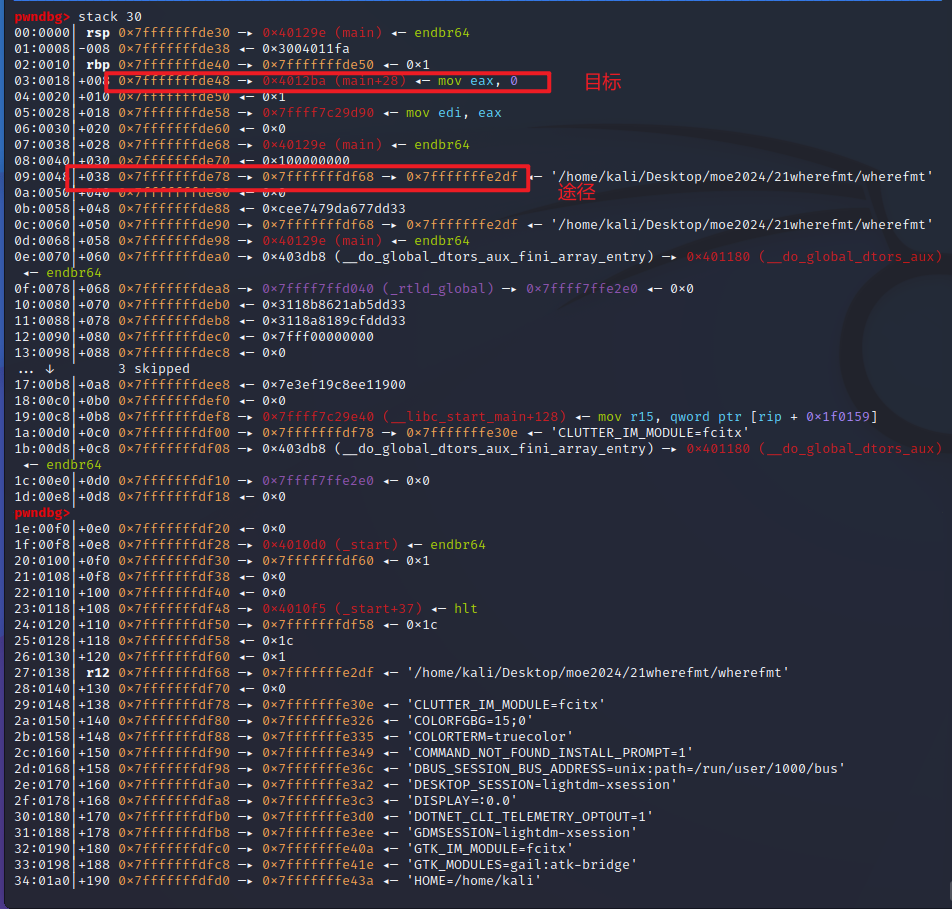 pwndbg> stack 30
00:0000│ rsp 0×7fffffffde30 —▸ 0×40129e (main) ◂— endbr64
01:0008│-008 0×7fffffffde38 ◂— 0×3004011fa
02:0010│ rbp 0×7fffffffde40 —▸ 0×7fffffffde50 ◂— 0×1
03:0018│+008 0×7fffffffde48 —▸ 0×4012ba (main+28) ◂— mov eax, 0 目标
04:0020│+010 0×7fffffffde50 ◂— 0×1
05:0028│+018 0×7fffffffde58 —▸ 0×7ffff7c29d90 ◂— mov edi, eax
06:0030│+020 0×7fffffffde60 ◂— 0×0
07:0038│+028 0×7fffffffde68 —▸ 0×40129e (main) ◂— endbr64
08:0040│+030 0×7fffffffde70 ◂— 0×100000000
09:0048│+038 0×7fffffffde78 —▸ 0×7fffffffdf68 —▸ 0×7fffffffe2df ◂— '/home/kali/Desktop/moe2024/21wherefmt/wherefmt'
途径
0a:0050│+040 0×7fffffffde80 ◂— 0×0
0b:0058│+048 0×7fffffffde88 ◂— 0×cee7479da677dd33
0c:0060│+050 0×7fffffffde90 —▸ 0×7fffffffdf68 —▸ 0×7fffffffe2df ◂— '/home/kali/Desktop/moe2024/21wherefmt/wherefmt'
0d:0068│+058 0×7fffffffde98 —▸ 0×40129e (main) ◂— endbr64
0e:0070│+060 0×7fffffffdea0 —▸ 0×403db8 (__do_global_dtors_aux_fini_array_entry) —▸ 0×401180 (__do_global_dtors_aux)
◂— endbr64
0f:0078│+068 0×7fffffffdea8 —▸ 0×7ffff7ffd040 (_rtld_global) —▸ 0×7ffff7ffe2e0 ◂— 0×0
10:0080│+070 0×7fffffffdeb0 ◂— 0×3118b8621ab5dd33
11:0088│+078 0×7fffffffdeb8 ◂— 0×3118a8189cfddd33
12:0090│+080 0×7fffffffdec0 ◂— 0×7fff00000000
13:0098│+088 0×7fffffffdec8 ◂— 0×0
... ↓ 3 skipped
17:00b8│+0a8 0×7fffffffdee8 ◂— 0×7e3ef19c8ee11900
18:00c0│+0b0 0×7fffffffdef0 ◂— 0×0
19:00c8│+0b8 0×7fffffffdef8 —▸ 0×7ffff7c29e40 (__libc_start_main+128) ◂— mov r15, qword ptr [rip + 0×1f0159]
1a:00d0│+0c0 0×7fffffffdf00 —▸ 0×7fffffffdf78 —▸ 0×7fffffffe30e ◂— 'CLUTTER_IM_MODULE=fcitx'
1b:00d8│+0c8 0×7fffffffdf08 —▸ 0×403db8 (__do_global_dtors_aux_fini_array_entry) —▸ 0×401180 (__do_global_dtors_aux)
◂— endbr64
1c:00e0│+0d0 0×7fffffffdf10 —▸ 0×7ffff7ffe2e0 ◂— 0×0
1d:00e8│+0d8 0×7fffffffdf18 ◂— 0×0
pwndbg>
1e:00f0│+0e0 0×7fffffffdf20 ◂— 0×0
1f:00f8│+0e8 0×7fffffffdf28 —▸ 0×4010d0 (_start) ◂— endbr64
20:0100│+0f0 0×7fffffffdf30 —▸ 0×7fffffffdf60 ◂— 0×1
21:0108│+0f8 0×7fffffffdf38 ◂— 0×0
22:0110│+100 0×7fffffffdf40 ◂— 0×0
23:0118│+108 0×7fffffffdf48 —▸ 0×4010f5 (_start+37) ◂— hlt
24:0120│+110 0×7fffffffdf50 —▸ 0×7fffffffdf58 ◂— 0×1c
25:0128│+118 0×7fffffffdf58 ◂— 0×1c
26:0130│+120 0×7fffffffdf60 ◂— 0×1
27:0138│ r12 0×7fffffffdf68 —▸ 0×7fffffffe2df ◂— '/home/kali/Desktop/moe2024/21wherefmt/wherefmt'
28:0140│+130 0×7fffffffdf70 ◂— 0×0
29:0148│+138 0×7fffffffdf78 —▸ 0×7fffffffe30e ◂— 'CLUTTER_IM_MODULE=fcitx'
2a:0150│+140 0×7fffffffdf80 —▸ 0×7fffffffe326 ◂— 'COLORFGBG=15;0'
2b:0158│+148 0×7fffffffdf88 —▸ 0×7fffffffe335 ◂— 'COLORTERM=truecolor'
2c:0160│+150 0×7fffffffdf90 —▸ 0×7fffffffe349 ◂— 'COMMAND_NOT_FOUND_INSTALL_PROMPT=1'
2d:0168│+158 0×7fffffffdf98 —▸ 0×7fffffffe36c ◂— 'DBUS_SESSION_BUS_ADDRESS=unix:path=/run/user/1000/bus'
2e:0170│+160 0×7fffffffdfa0 —▸ 0×7fffffffe3a2 ◂— 'DESKTOP_SESSION=lightdm-xsession'
2f:0178│+168 0×7fffffffdfa8 —▸ 0×7fffffffe3c3 ◂— 'DISPLAY=:0.0'
30:0180│+170 0×7fffffffdfb0 —▸ 0×7fffffffe3d0 ◂— 'DOTNET_CLI_TELEMETRY_OPTOUT=1'
31:0188│+178 0×7fffffffdfb8 —▸ 0×7fffffffe3ee ◂— 'GDMSESSION=lightdm-xsession'
32:0190│+180 0×7fffffffdfc0 —▸ 0×7fffffffe40a ◂— 'GTK_IM_MODULE=fcitx'
33:0198│+188 0×7fffffffdfc8 —▸ 0×7fffffffe41e ◂— 'GTK_MODULES=gail:atk-bridge'
34:01a0│+190 0×7fffffffdfd0 —▸ 0×7fffffffe43a ◂— 'HOME=/home/kali'